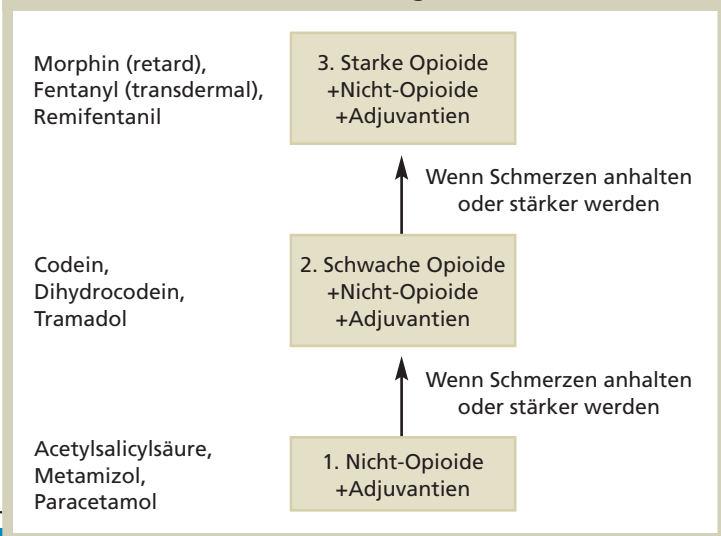 Morphin (retard),
Fentanyl (transdermal),
Remifentanil
3. Starke Opioide
+Nicht-Opioide
+Adjuvantien
Wenn Schmerzen anhalten
oder stärker werden
Codein,
Dihydrocodein,
Tramadol
2. Schwache Opioide
+Nicht-Opioide
+Adjuvantien
Wenn Schmerzen anhalten
oder stärker werden
Acetylsalicylsäure,
Metamizol,
Paracetamol
1. Nicht-Opioide
+Adjuvantien